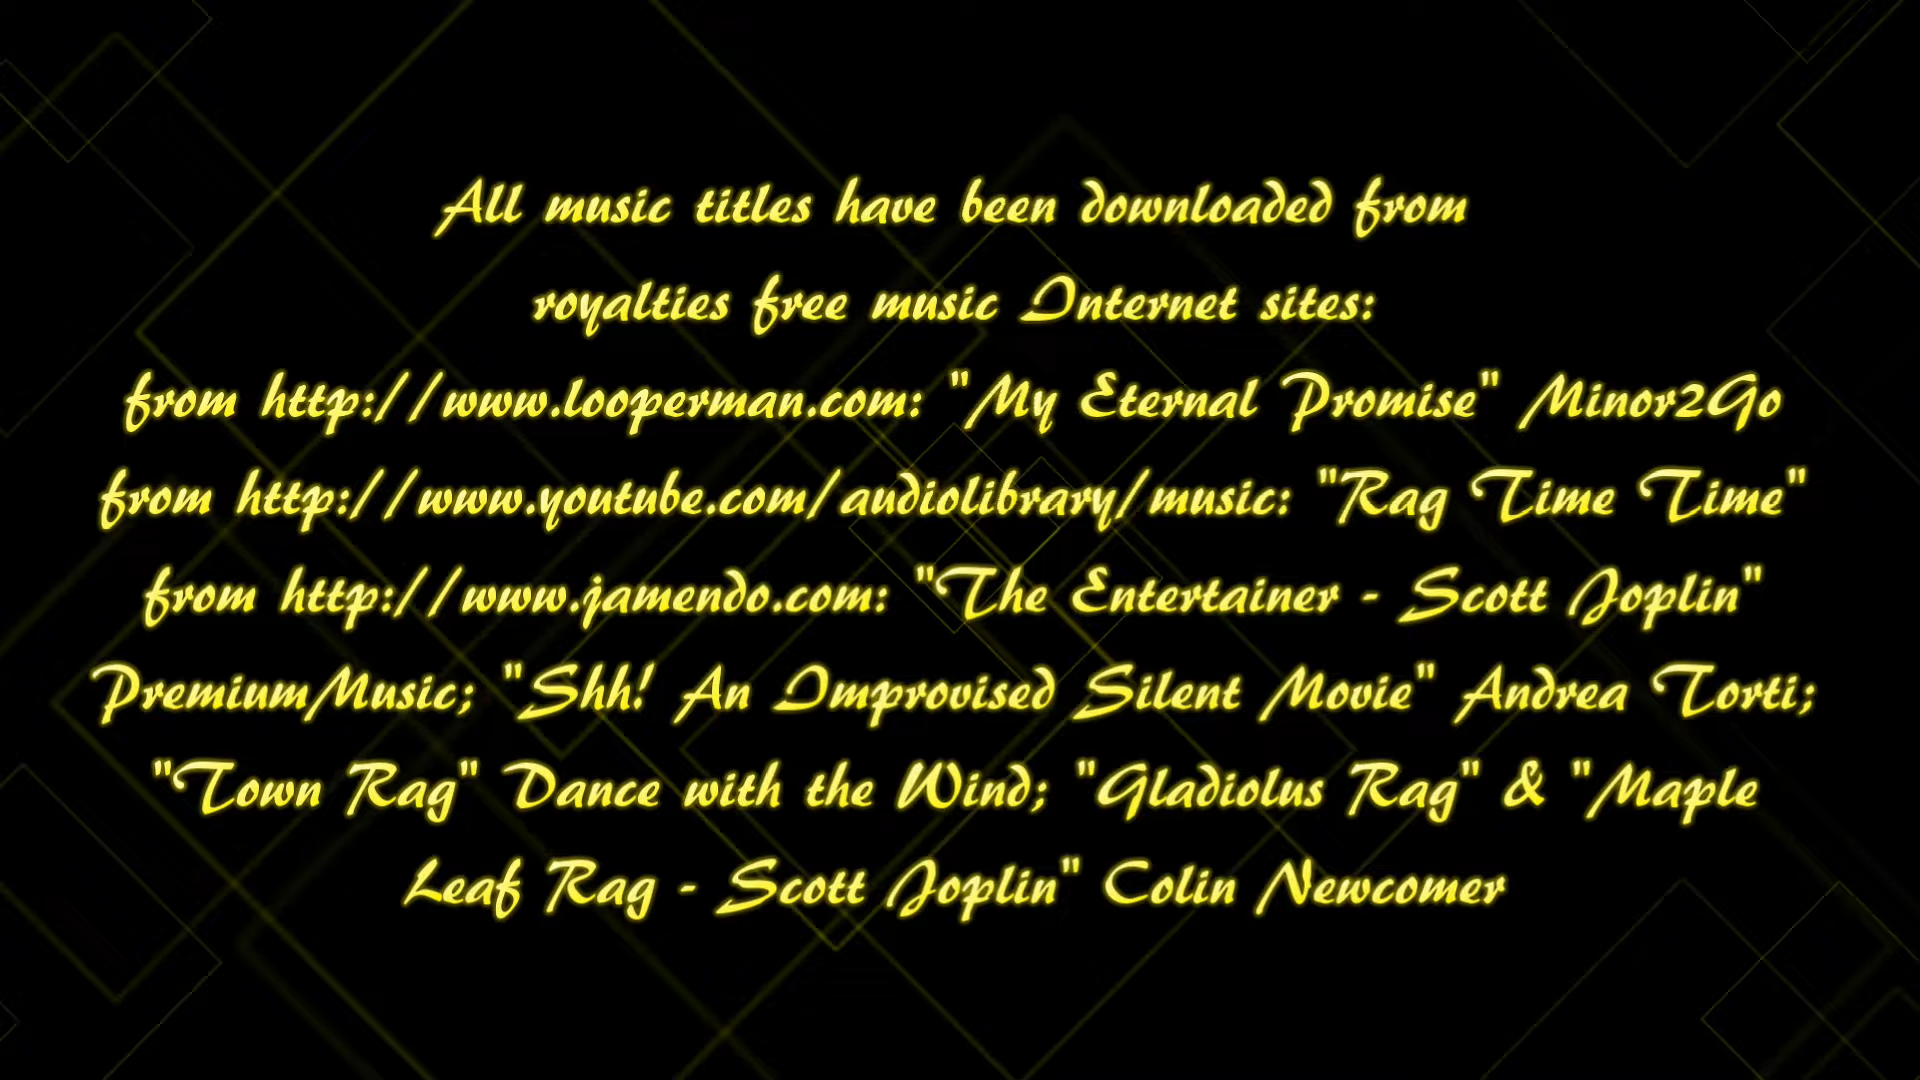 All music titles have been downloaded from
royalties free music Internet sites:
from http://www.looperman.com: "My Eternal Promise" Minor2Go
from http://www.youtube.com/audiolibrary/music: "Rag Time Time"
from http://www.jamendo.com: "The Entertainer - Scott Joplin"
PremiumMusic; "Shh! An Improvised Silent Movie" Andrea Torti;
"Town Rag" Dance with the Wind; "Gladiolus Rag" & "Maple
Leaf Rag - Scott Joplin" Colin Newcomer